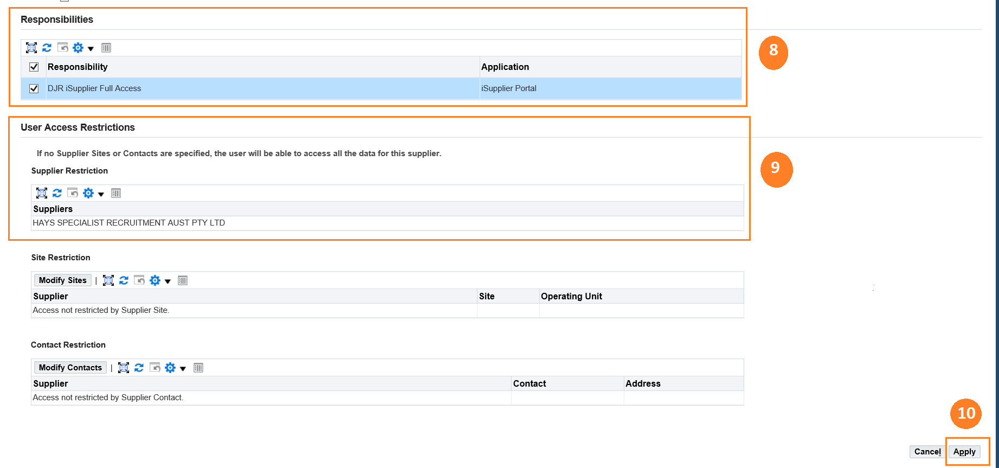 Responsibilities
8
Responsibility Application
DJR iSupplier Full Access iSupplier Portal
User Access Restrictions
If no Supplier Sites or Contacts are specified, the user will be able to access all the data for this supplier.
9
Supplier Restriction
Suppliers
HAYS SPECIALIST RECRUITMENT AUST PTY LTD
Site Restriction
Modify Sites |
Supplier Site Operating Unit
Access not restricted by Supplier Site.
Contact Restriction
Modify Contacts |
Supplier Contact Address
Access not restricted by Supplier Contact.
10
Cancel Apply